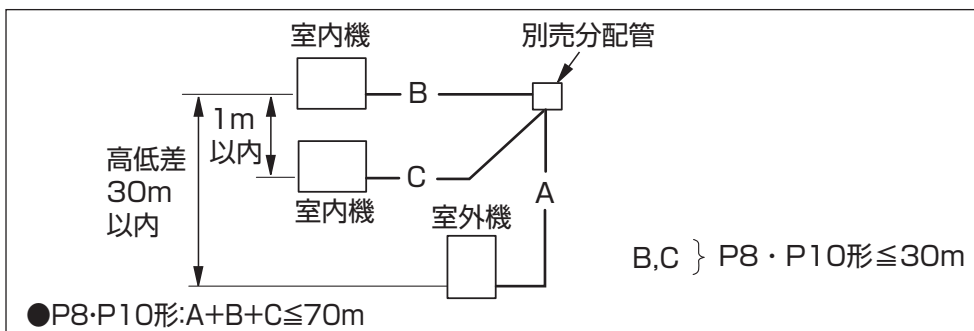 室内機
別売分配管
B
1m
以内
高低差
30m
以内
C
A
室内機
室外機
B,C } P8・P10形≦30m
●P8・P10形:A+B+C≦70m